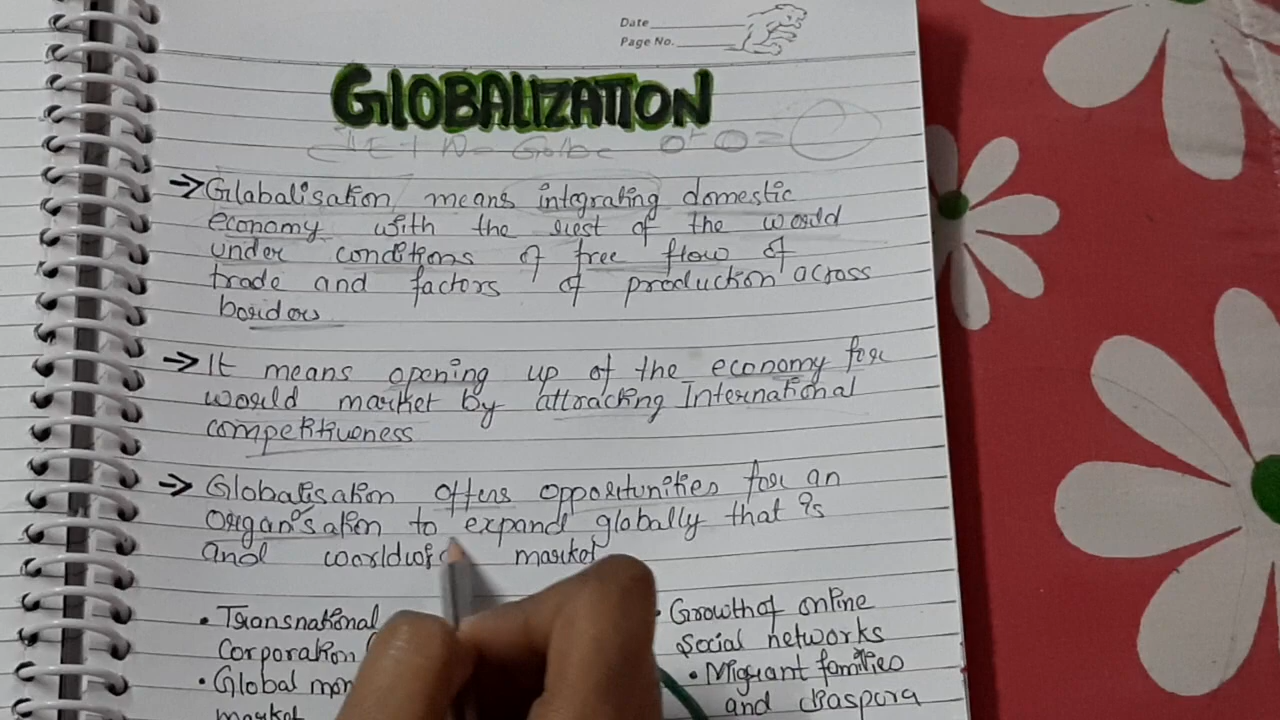 Date
Page No.
GLOBALIZATION
→ Glabalisation means integrating domestic
economy with the rest of the world
under conditions of free flow of
trade and factors of production across
borders
→ It means opening up of the economy for
world market by attracting International
competitiveness
→ Globalisation offers opportunities for an
Organisation to expand globally that is
and market
• Transnational
Corporation
• Global
market
• Growth of online
Social networks
• Migrant families
and diaspora